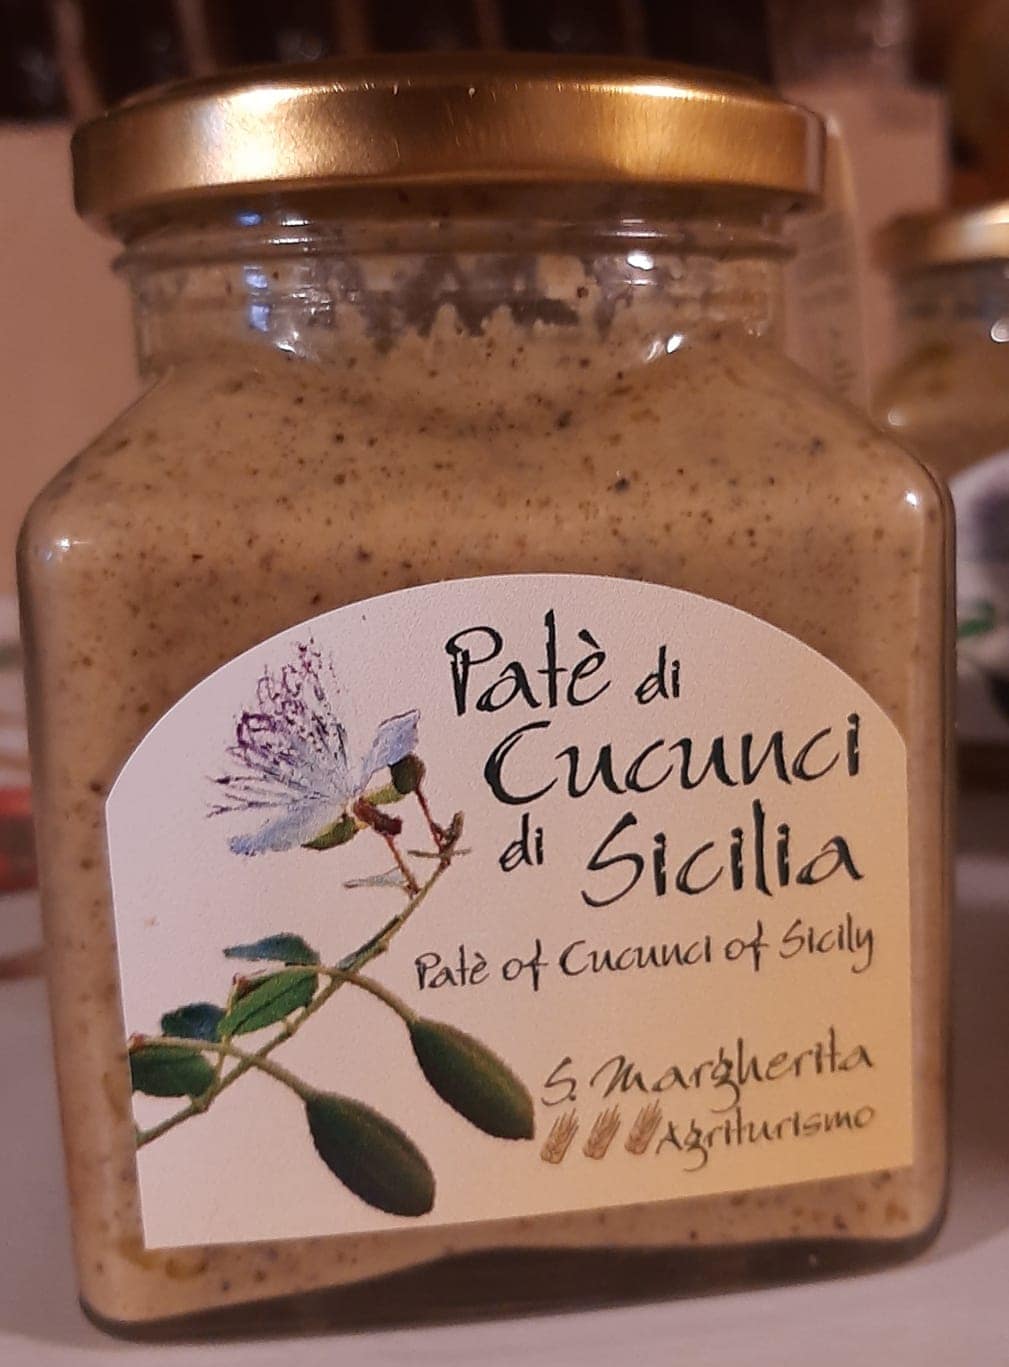 Patè di
Cucunci
di Sicilia
Patè of Cucunci of Sicily
S. Margherita
Agriturismo